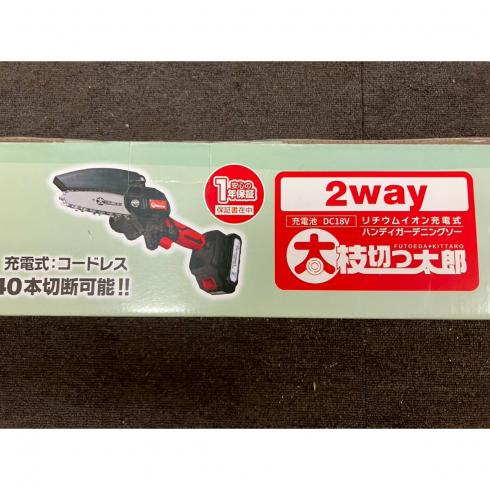 安心の
1年保証
保証書在中
2way
充電池 DC18V
リチウムイオン充電式
ハンディガーデニングソー
FUTOEDA★KITTARO
太枝切っ太郎
充電式:コードレス
40本切断可能!!